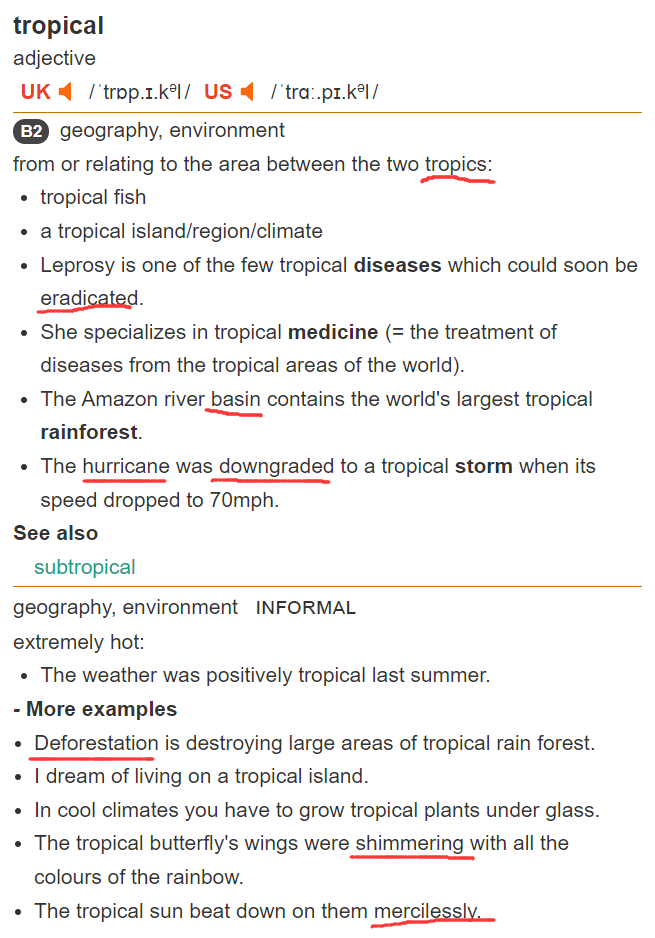 tropical
adjective
UK /ˈtrɒp.ɪ.kᵊl/ US /ˈtrɑː.pɪ.kᵊl/
B2 geography, environment
from or relating to the area between the two tropics:
• tropical fish
• a tropical island/region/climate
• Leprosy is one of the few tropical diseases which could soon be
eradicated.
• She specializes in tropical medicine (= the treatment of
diseases from the tropical areas of the world).
• The Amazon river basin contains the world's largest tropical
rainforest.
• The hurricane was downgraded to a tropical storm when its
speed dropped to 70mph.
See also
subtropical
geography, environment INFORMAL
extremely hot:
• The weather was positively tropical last summer.
- More examples
• Deforestation is destroying large areas of tropical rain forest.
• I dream of living on a tropical island.
• In cool climates you have to grow tropical plants under glass.
• The tropical butterfly's wings were shimmering with all the
colours of the rainbow.
• The tropical sun beat down on them mercilessly.